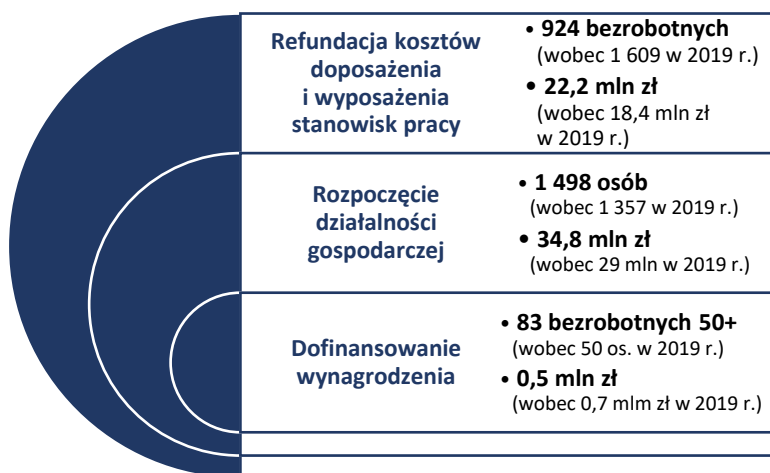 Refundacja kosztów
doposażenia
i wyposażenia
stanowisk pracy
• 924 bezrobotnych
(wobec 1 609 w 2019 r.)
• 22,2 mln zł
(wobec 18,4 mln zł
w 2019 r.)
Rozpoczęcie
działalności
gospodarczej
• 1 498 osób
(wobec 1 357 w 2019 r.)
• 34,8 mln zł
(wobec 29 mln w 2019 r.)
Dofinansowanie
wynagrodzenia
• 83 bezrobotnych 50+
(wobec 50 os. w 2019 r.)
• 0,5 mln zł
(wobec 0,7 mlm zł w 2019 r.)